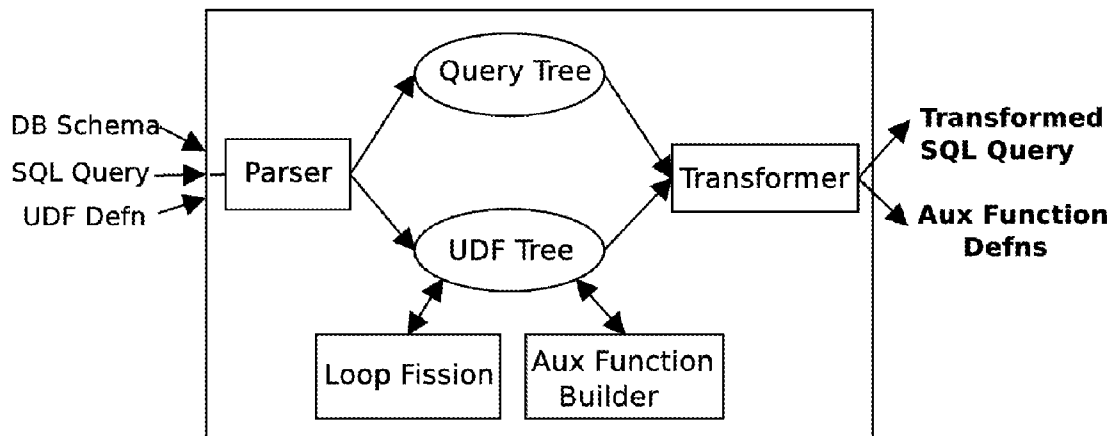 Query Tree
DB Schema
SQL Query
UDF Defn
Parser
Transformer
Transformed
SQL Query
Aux Function
Defns
UDF Tree
Loop Fission
Aux Function
Builder